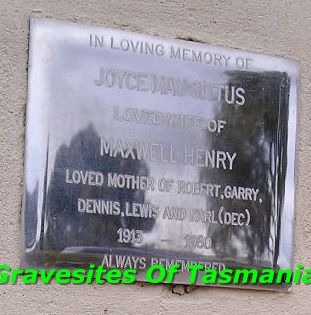 IN LOVING MEMORY OF
JOYCE MAY GITTUS
LOVED WIFE OF
MAXWELL HENRY
LOVED MOTHER OF ROBERT, GARRY,
DENNIS, LEWIS AND KARL (DEC)
1915 — 1980
ALWAYS REMEMBERED
Gravesites Of Tasmania